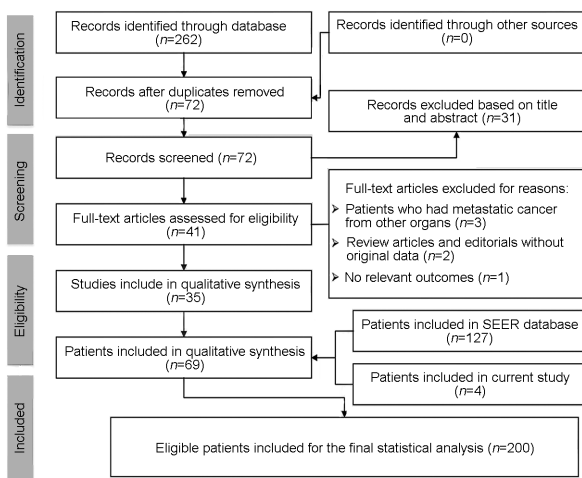 Records identified through database
(n=262)
Records identified through other sources
(n=0)
Identification
Records after duplicates removed
(n=72)
Records excluded based on title
and abstract (n=31)
Records screened (n=72)
Screening
Full-text articles excluded for reasons:
➤ Patients who had metastatic cancer
from other organs (n=3)
➤ Review articles and editorials without
original data (n=2)
➤ No relevant outcomes (n=1)
Full-text articles assessed for eligibility
(n=41)
Studies include in qualitative synthesis
(n=35)
Eligibility
Patients included in SEER database
(n=127)
Patients included in qualitative synthesis
(n=69)
Patients included in current study
(n=4)
Included
Eligible patients included for the final statistical analysis (n=200)